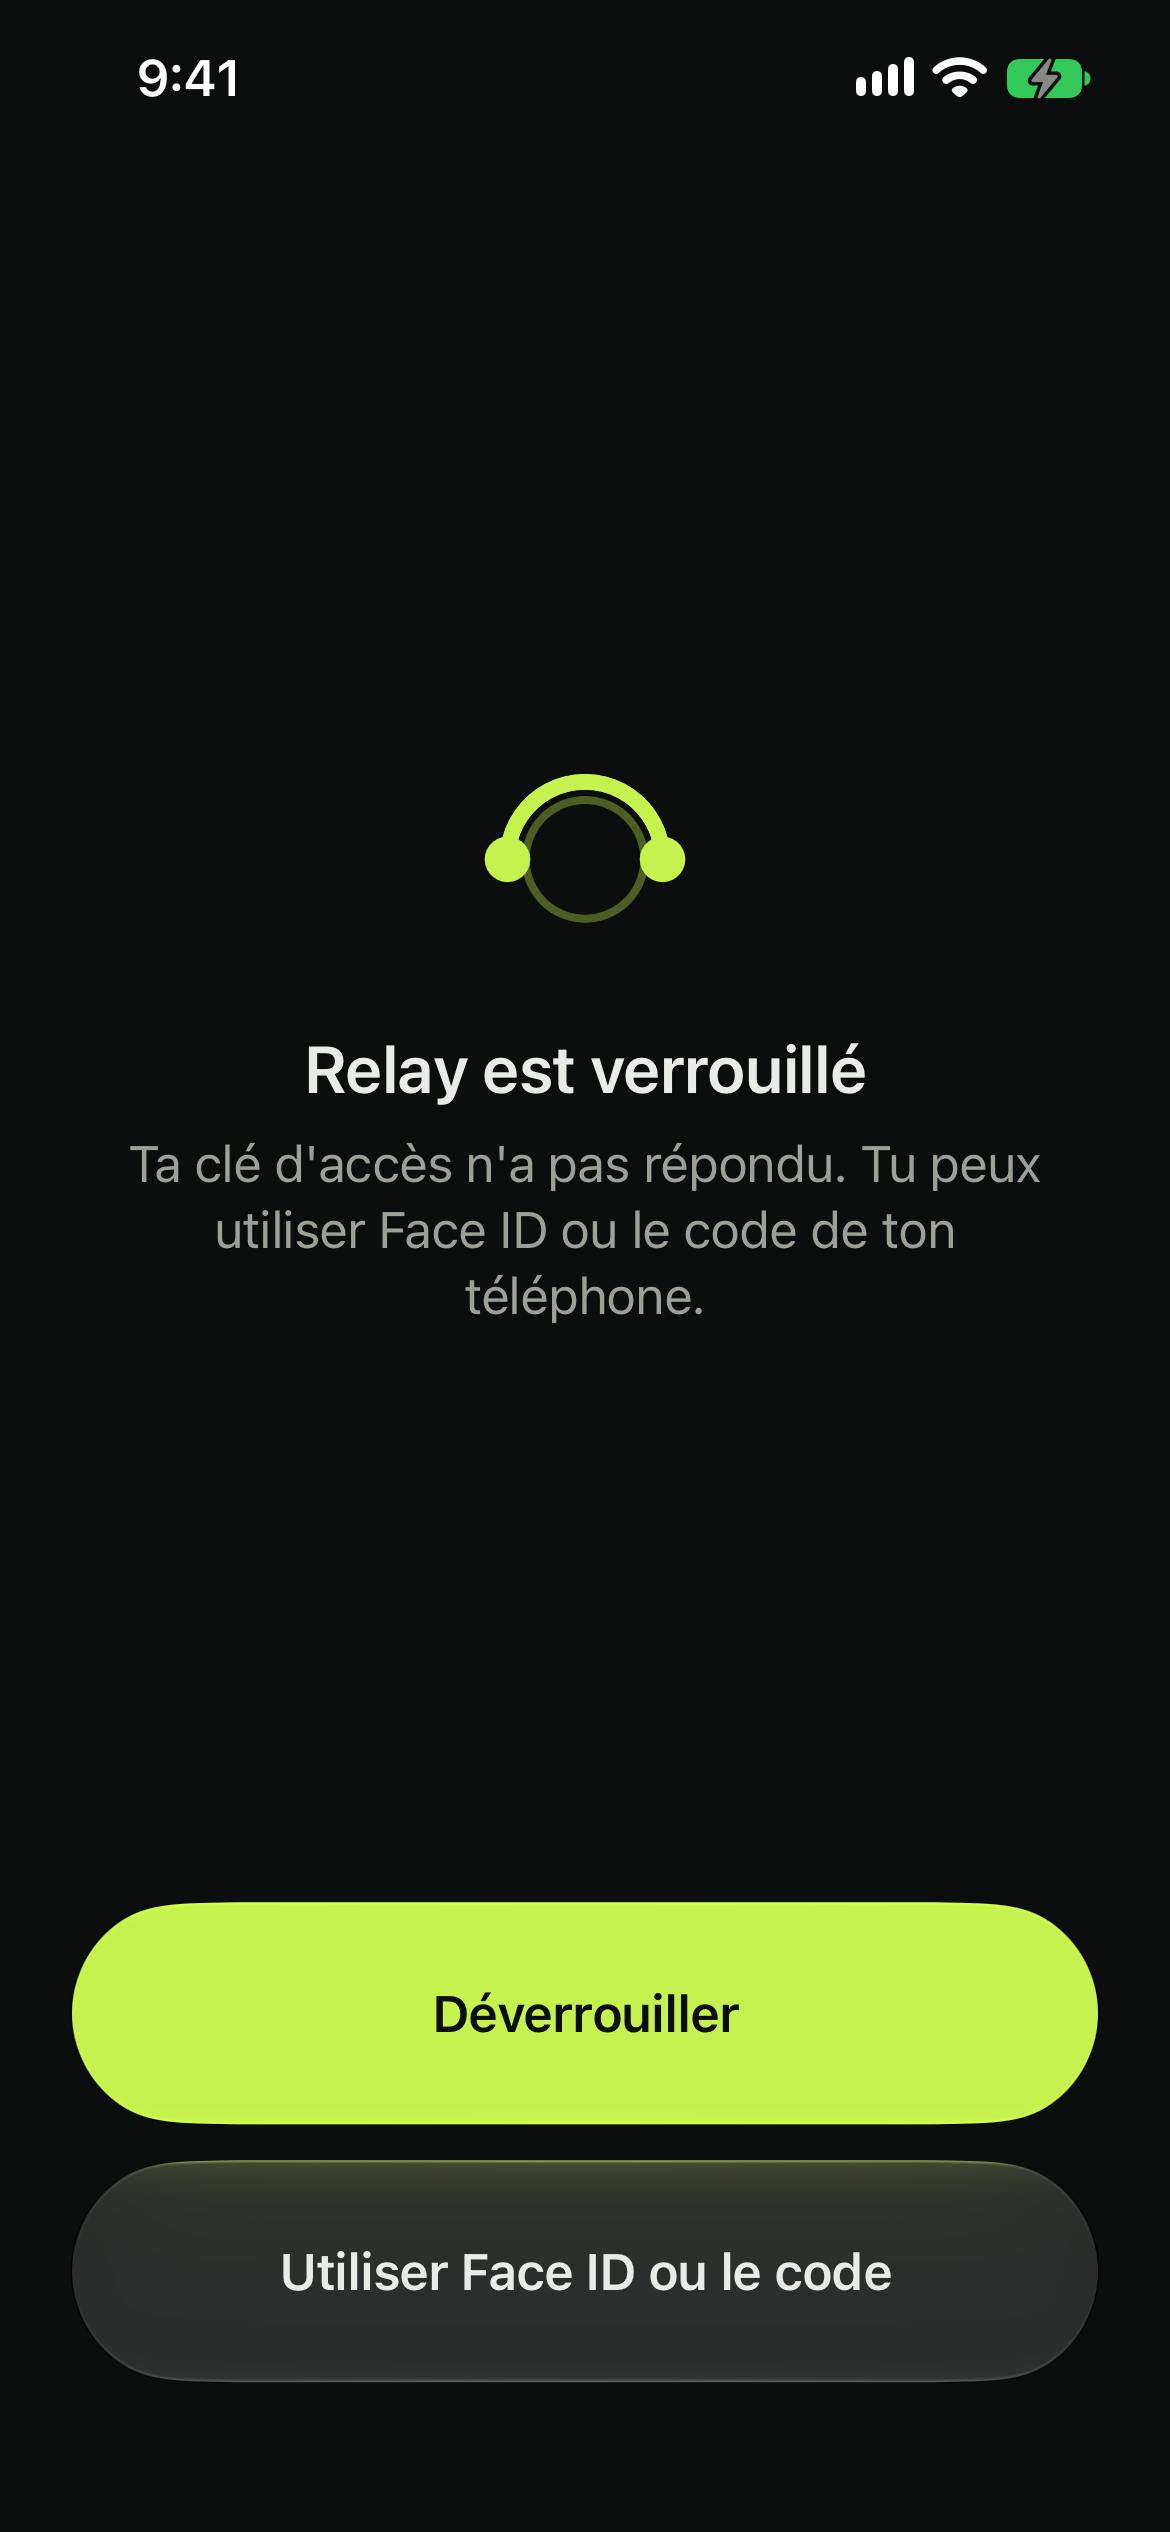 9:41
Relay est verrouillé
Ta clé d'accès n'a pas répondu. Tu peux
utiliser Face ID ou le code de ton
téléphone.
Déverrouiller
Utiliser Face ID ou le code